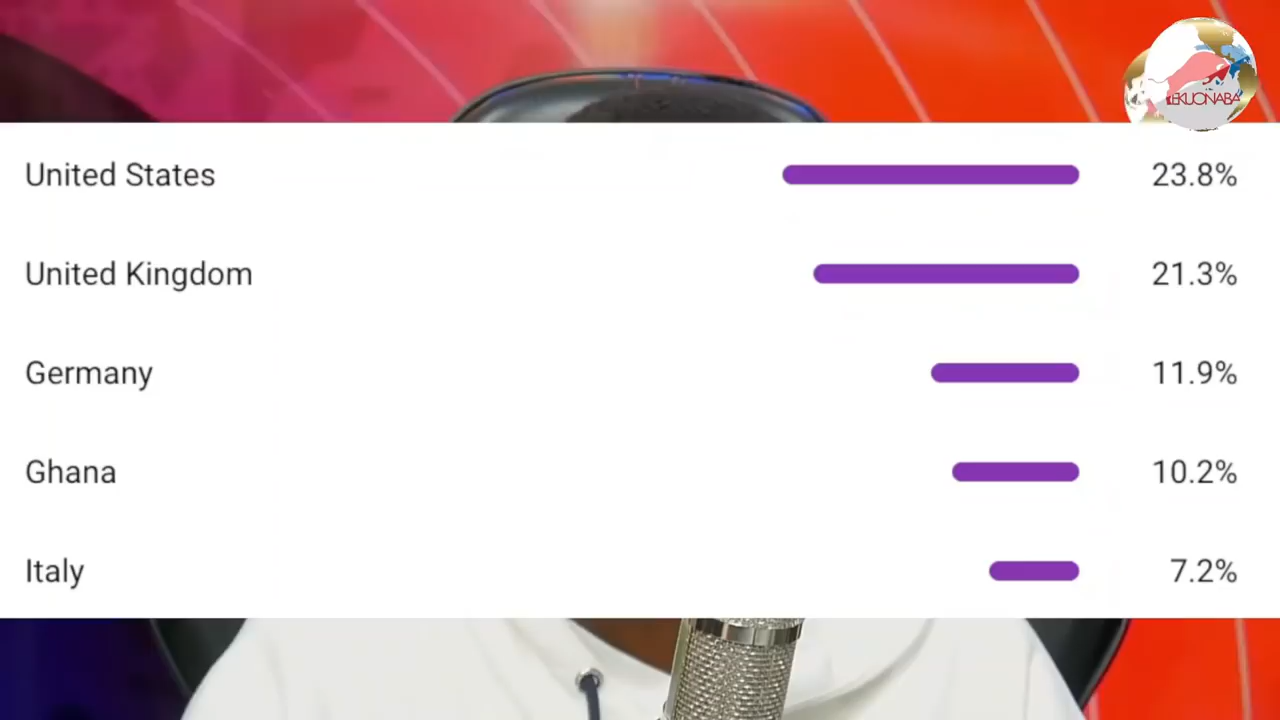 United States 23.8%
United Kingdom 21.3%
Germany 11.9%
Ghana 10.2%
Italy 7.2%